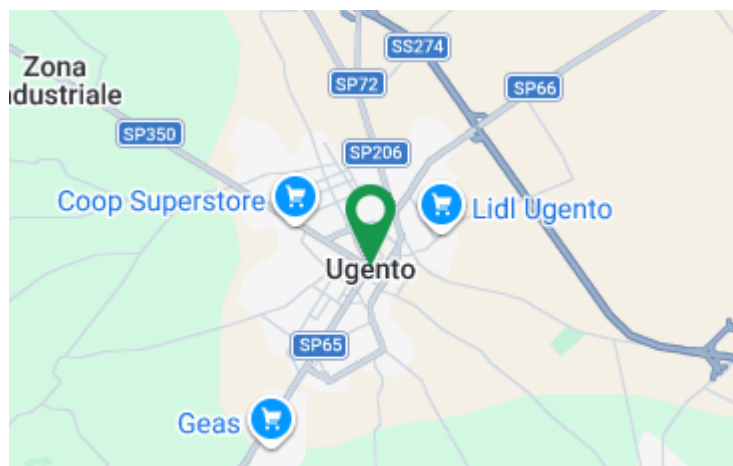 SS274
Zona
ndustriale
SP72
SP66
SP350
SP206
Coop Superstore
Lidl Ugento
Ugento
SP65
Geas